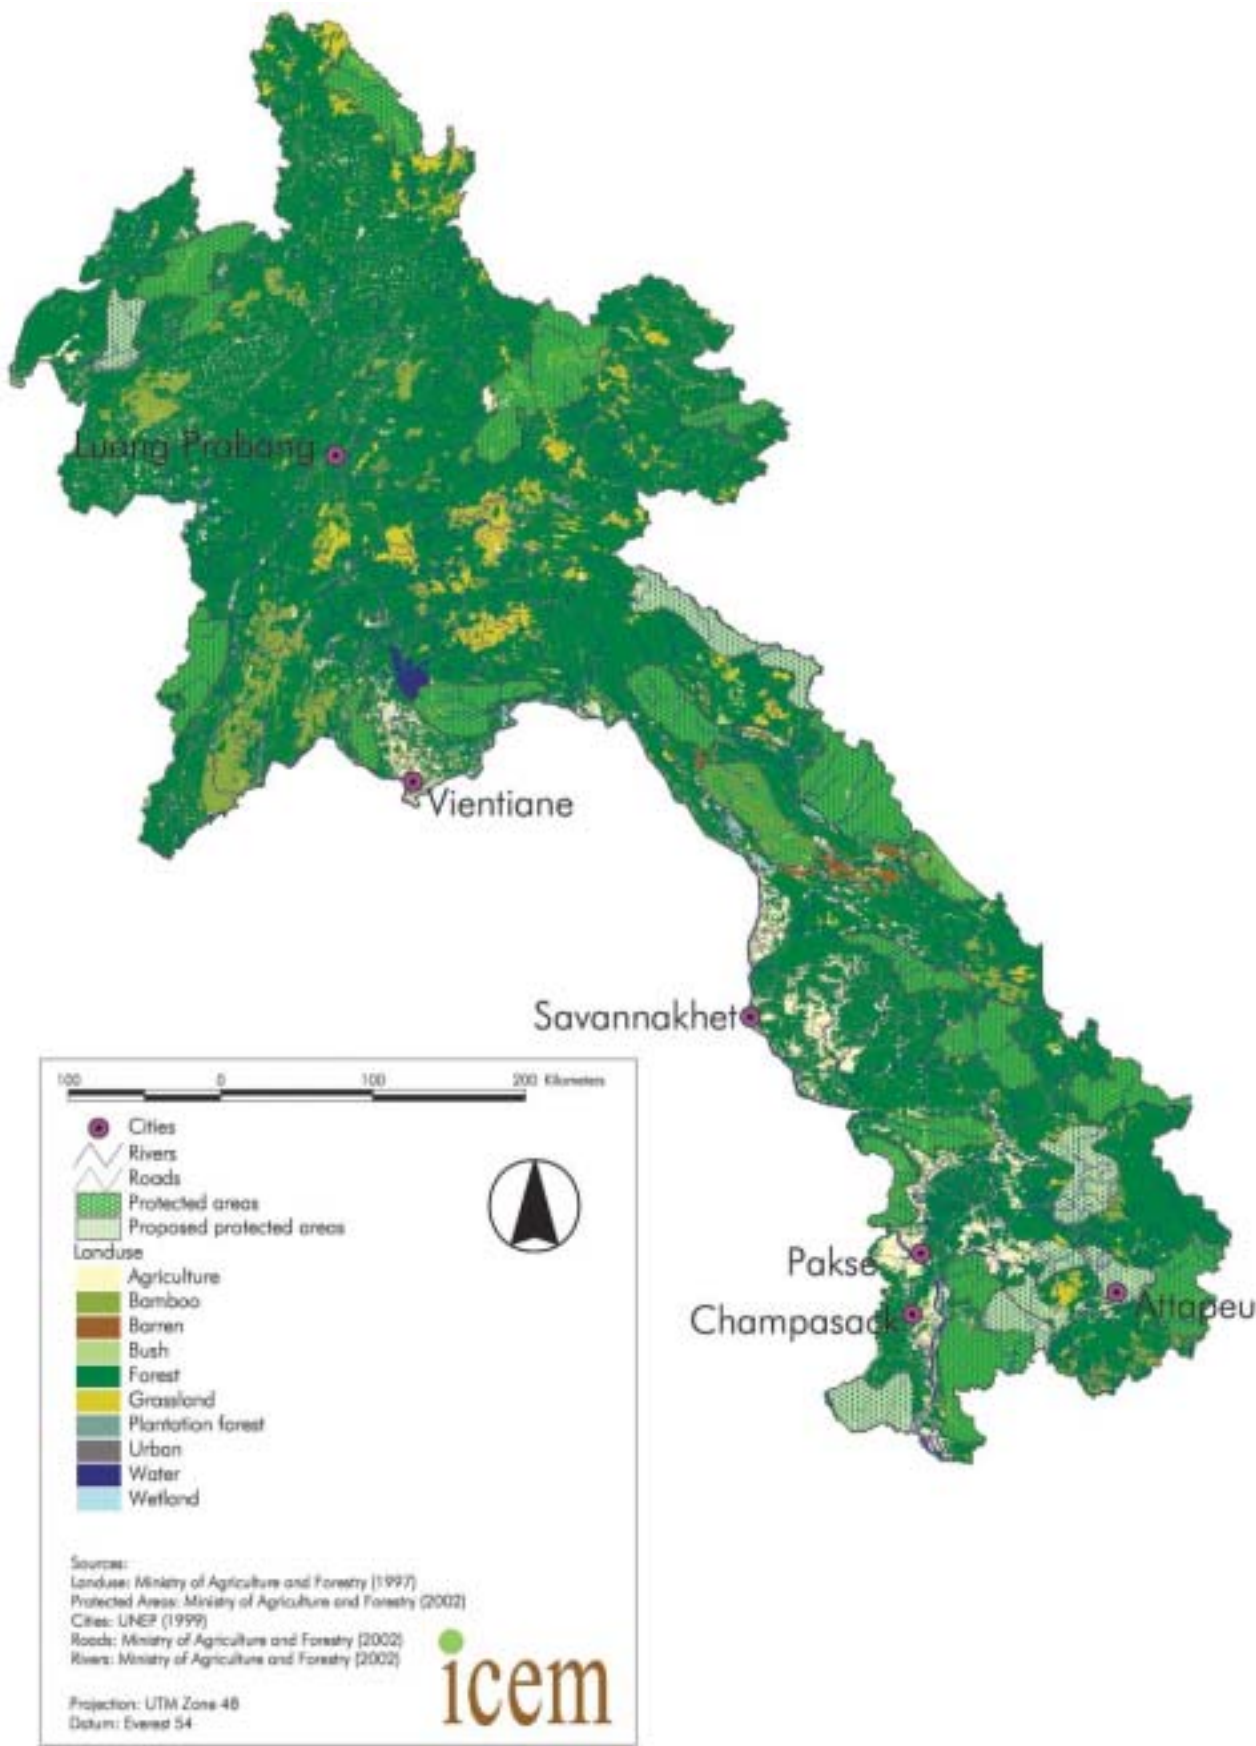 Luang Prabang
Vientiane
Savannakhet
Pakse
Champasack
Attapeu
100 0 100 200 Kilometers
Cities
Rivers
Roads
Protected areas
Proposed protected areas
Landuse
Agriculture
Bamboo
Barren
Bush
Forest
Grassland
Plantation forest
Urban
Water
Wetland
Sources:
Landuse: Ministry of Agriculture and Forestry (1997)
Protected Areas: Ministry of Agriculture and Forestry (2002)
Cities: UNEP (1999)
Roads: Ministry of Agriculture and Forestry (2002)
Rivers: Ministry of Agriculture and Forestry (2002)
Projection: UTM Zone 48
Datum: Everest 54
icem